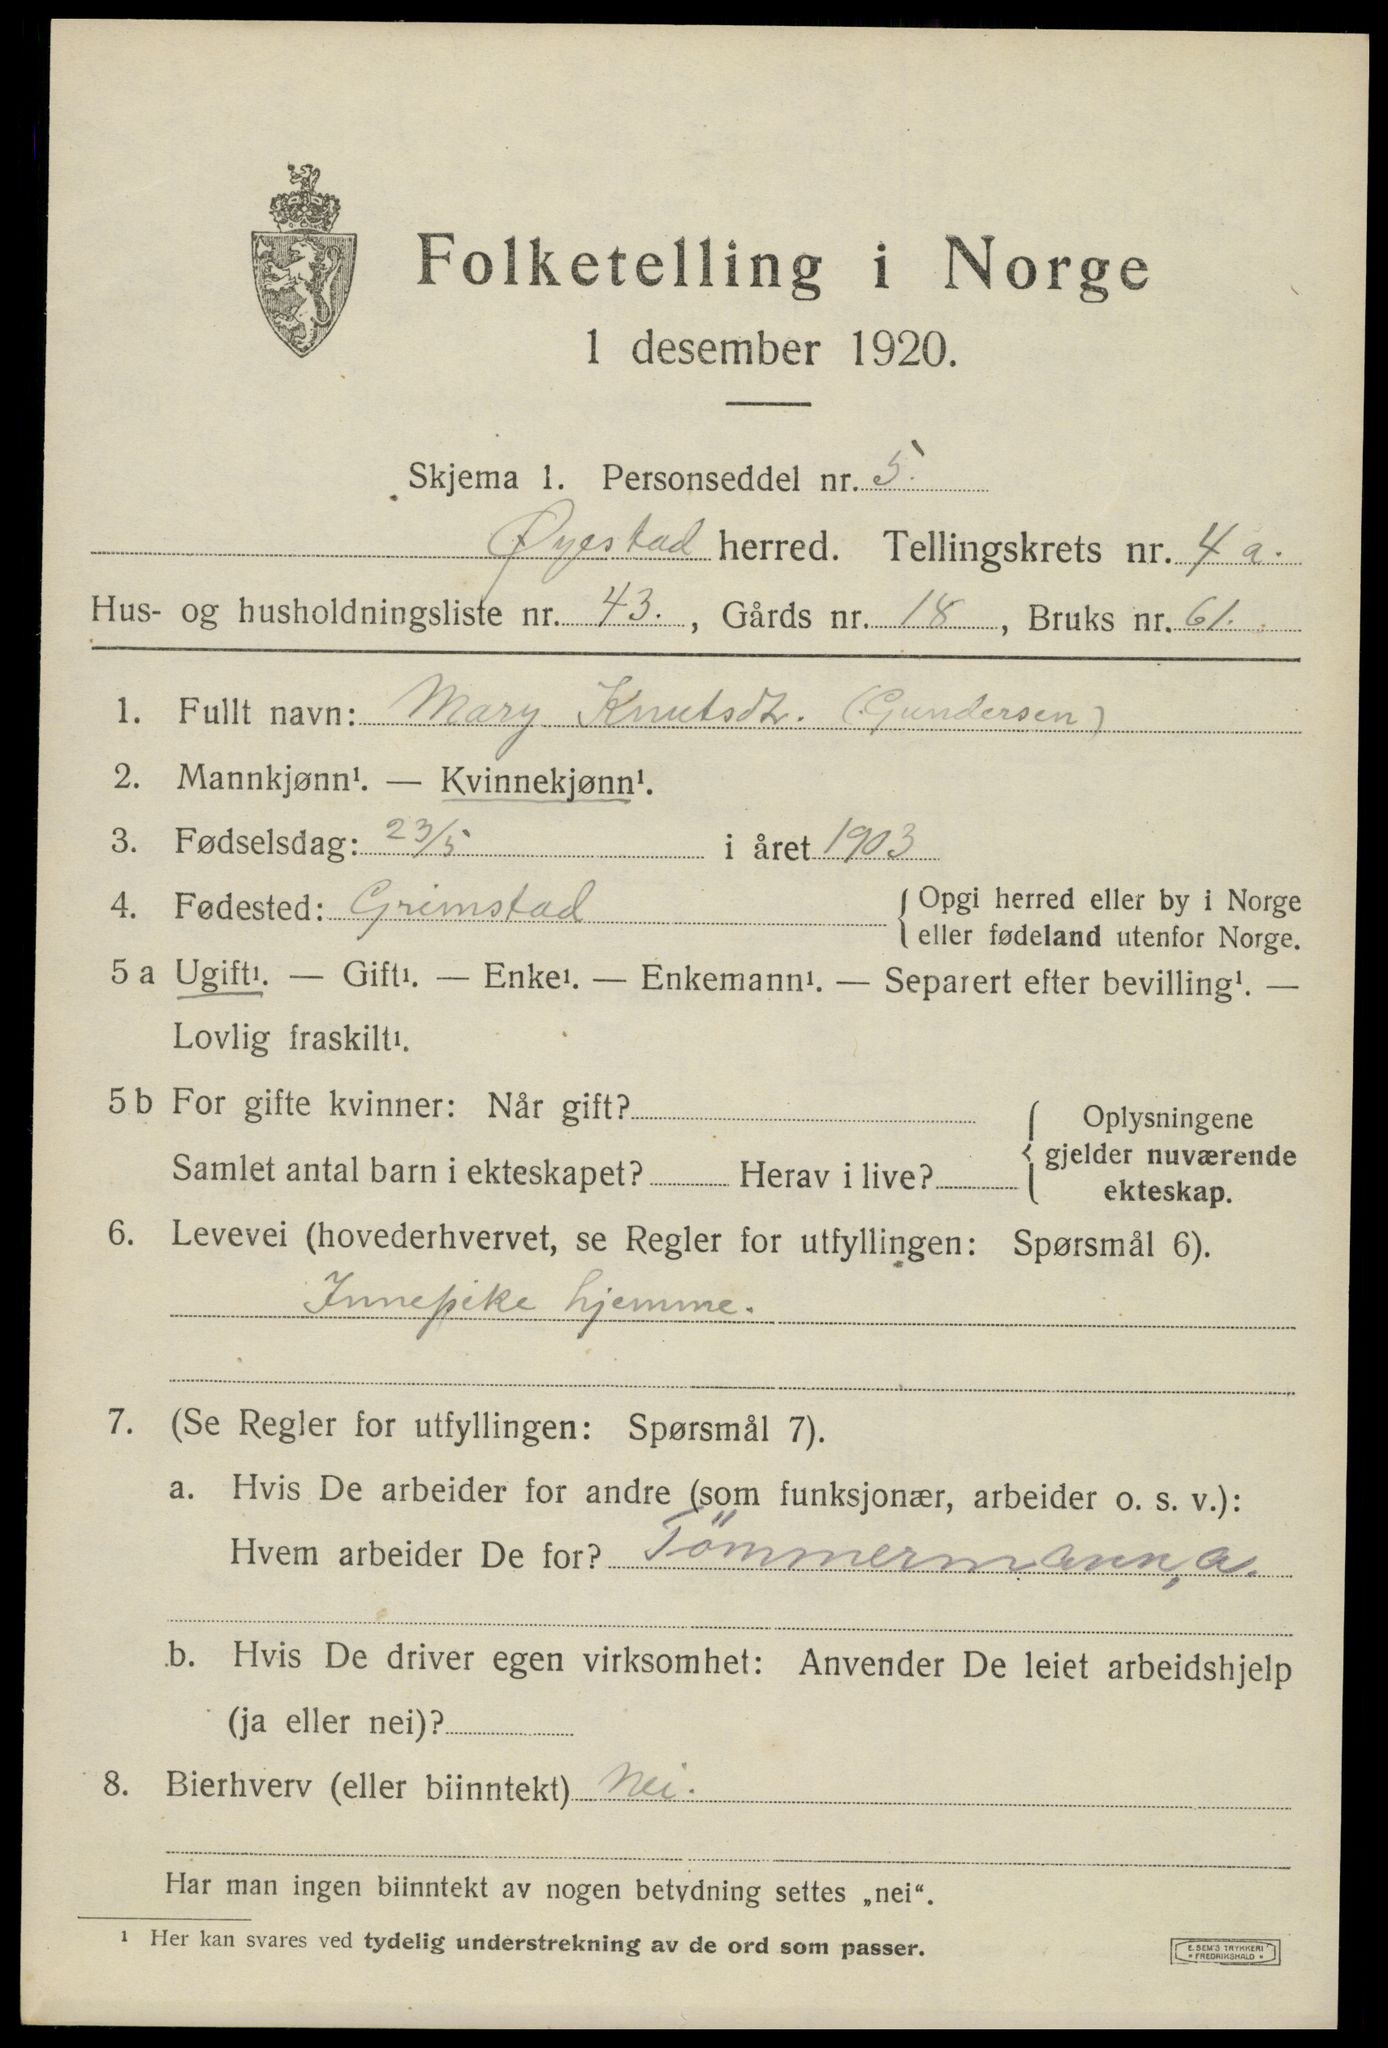 Folketelling i Norge
1 desember 1920.
Skjema 1. Personseddel nr. 5.
Øyestad herred. Tellingskrets nr. 4 a.
Hus- og husholdningsliste nr. 43., Gårds nr. 18, Bruks nr. 61.
1. Fullt navn: Mary Knutsdtr. (Gundersen)
2. Mannkjønn¹. — Kvinnekjønn¹.
3. Fødselsdag: 23/5 i året 1903
4. Fødested: Grimstad { Opgi herred eller by i Norge
eller fødeland utenfor Norge.
5 a Ugift¹. — Gift¹. — Enke¹. — Enkemann¹. — Separert efter bevilling¹. —
Lovlig fraskilt¹.
5 b For gifte kvinner: Når gift? { Oplysningene
gjelder nuværende
Samlet antal barn i ekteskapet? Herav i live?
ekteskap.
6. Levevei (hovederhvervet, se Regler for utfyllingen: Spørsmål 6).
Innepike hjemme.
7. (Se Regler for utfyllingen: Spørsmål 7).
a. Hvis De arbeider for andre (som funksjonær, arbeider o. s. v.):
Hvem arbeider De for? Tömmermann, a.
b. Hvis De driver egen virksomhet: Anvender De leiet arbeidshjelp
(ja eller nei)?
8. Bierhverv (eller biinntekt) Nei.
Har man ingen biinntekt av nogen betydning settes „nei“.
¹ Her kan svares ved tydelig understrekning av de ord som passer.
E. SEM'S TRYKKERI
* FREDRIKSHALD *